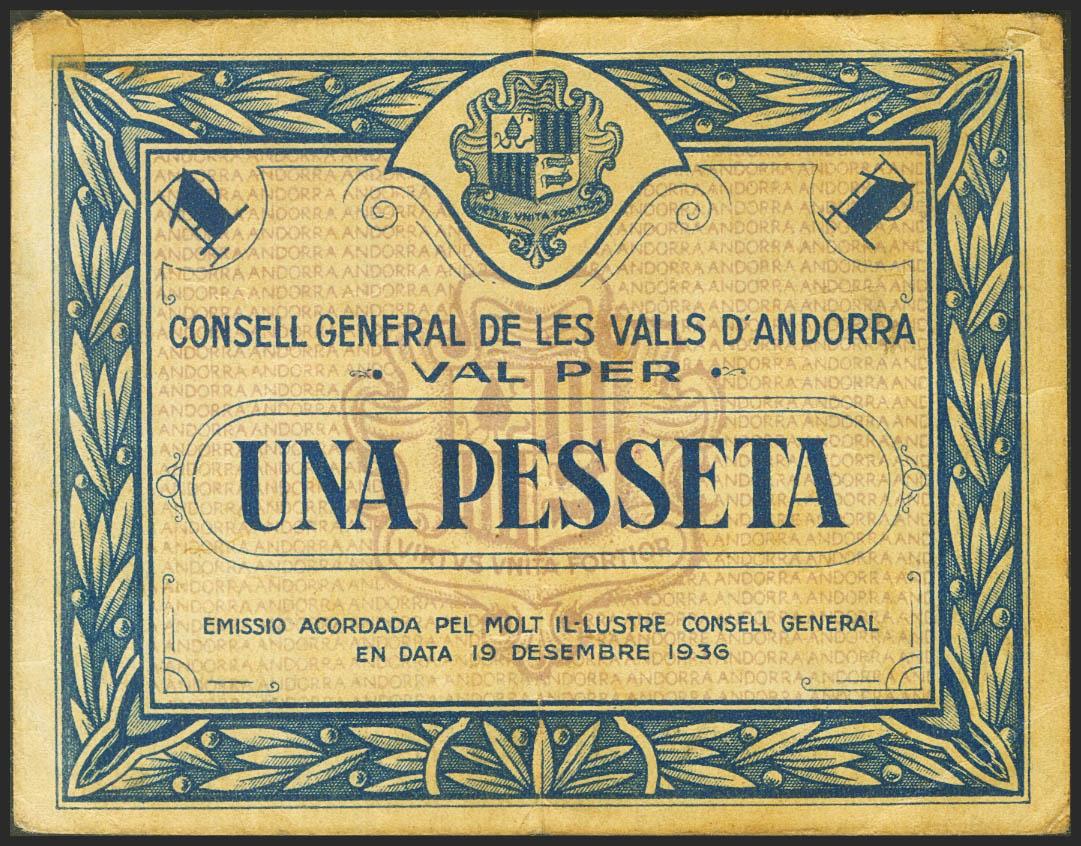 VIRTVS VNITA FORTIOR
CONSELL GENERAL DE LES VALLS D'ANDORRA
VAL PER
UNA PESSETA
VIRTVS VNITA FORTIOR
EMISSIO ACORDADA PEL MOLT IL-LUSTRE CONSELL GENERAL
EN DATA 19 DESEMBRE 1936